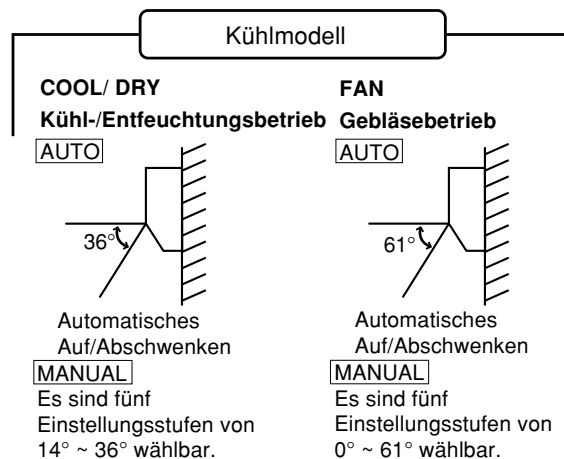 Kühlmodell
COOL/ DRY
Kühl-/Entfeuchtungsbetrieb
AUTO
36°
Automatisches
Auf/Abschwenken
MANUAL
Es sind fünf
Einstellungsstufen von
14° ~ 36° wählbar.
FAN
Gebläsebetrieb
AUTO
61°
Automatisches
Auf/Abschwenken
MANUAL
Es sind fünf
Einstellungsstufen von
0° ~ 61° wählbar.